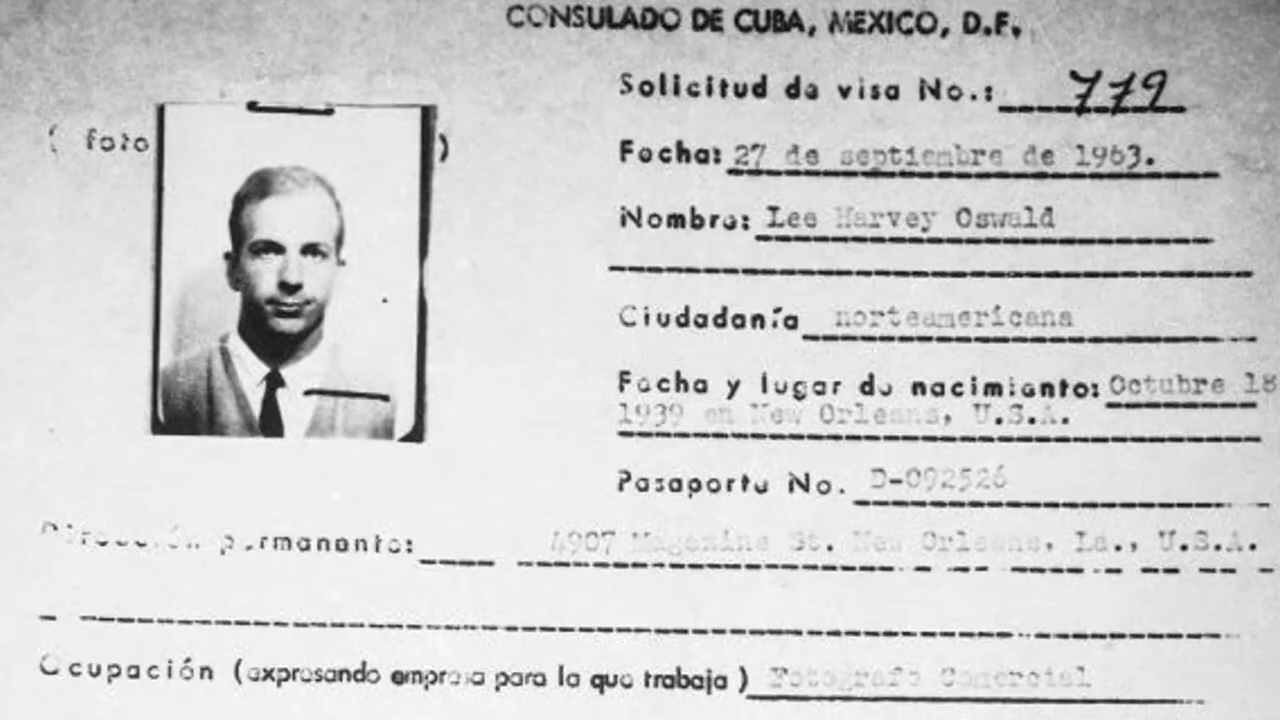 CONSULADO DE CUBA, MEXICO, D.F.
Solicitud de visa No.: 779
( foto )
Fecha: 27 de septiembre de 1963.
Nombre: Lee Harvey Oswald
Ciudadanía norteamericana
Fecha y lugar de nacimiento: Octubre 18
1939 en New Orleans, U.S.A.
Pasaporte No. D-092526
Dirección permanente: 4907 Magazine St. New Orleans, La., U.S.A.
Ocupación (expresando empresa para la que trabaja) Fotografo Comercial